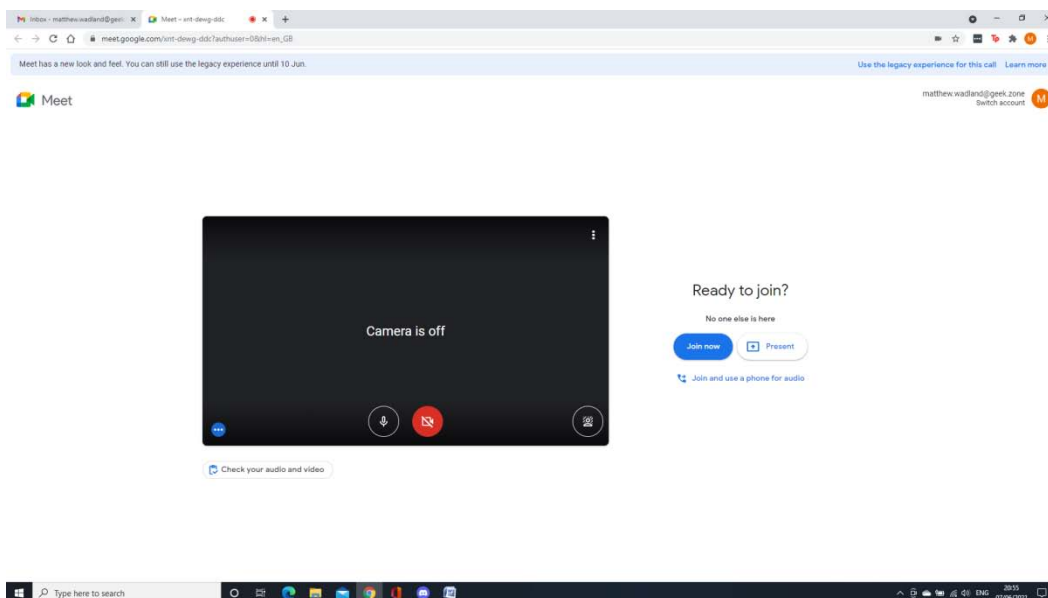 Inbox - matthew.wadland@geek
Meet – xnt-dewg-ddc
meet.google.com/xnt-dewg-ddc?authuser=0&hl=en_GB
M
Meet has a new look and feel. You can still use the legacy experience until 10 Jun.
Use the legacy experience for this call Learn more
Meet
matthew.wadland@geek.zone
Switch account
M
Camera is off
Ready to join?
No one else is here
Join now Present
Join and use a phone for audio
Check your audio and video
Type here to search
ENG
20:55
07/06/2021